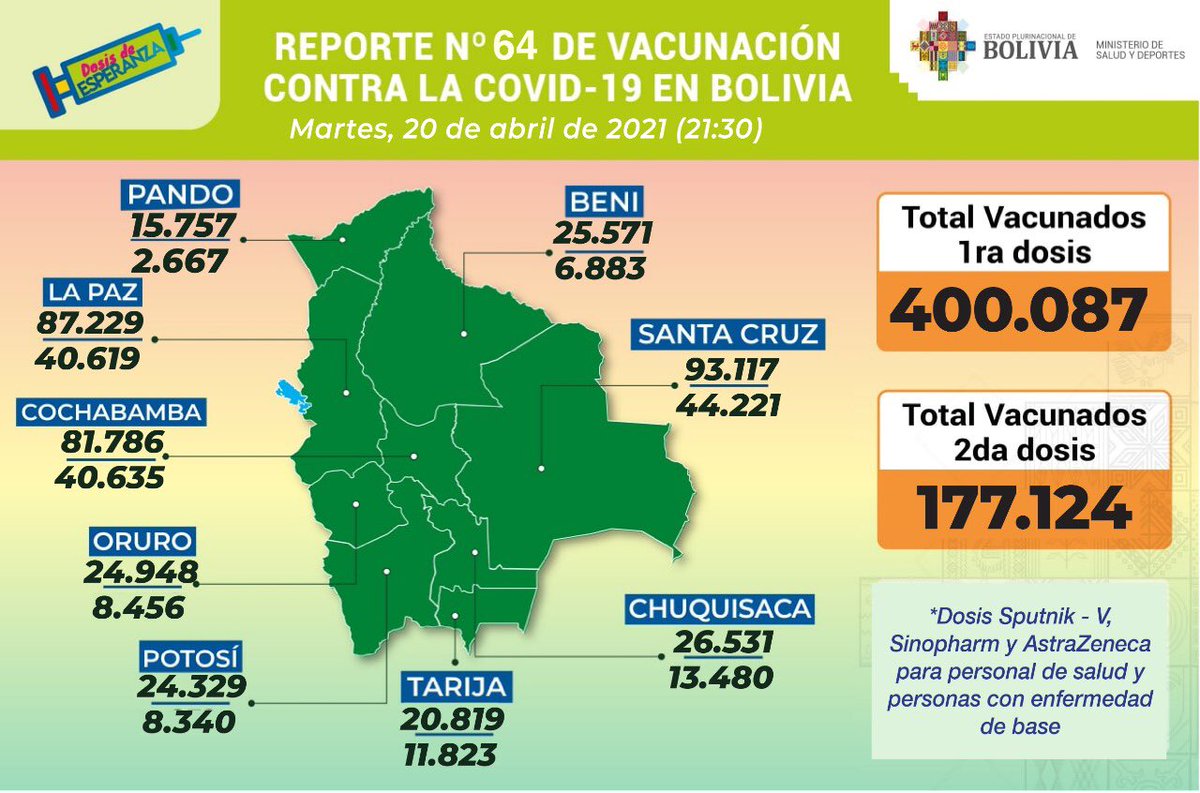 Dosis de
ESPERANZA
REPORTE Nº 64 DE VACUNACIÓN
CONTRA LA COVID-19 EN BOLIVIA
Martes, 20 de abril de 2021 (21:30)
ESTADO PLURINACIONAL DE
BOLIVIA
MINISTERIO DE
SALUD Y DEPORTES
PANDO
15.757
2.667
BENI
25.571
6.883
LA PAZ
87.229
40.619
SANTA CRUZ
93.117
44.221
COCHABAMBA
81.786
40.635
ORURO
24.948
8.456
CHUQUISACA
26.531
13.480
POTOSÍ
24.329
8.340
TARIJA
20.819
11.823
Total Vacunados
1ra dosis
400.087
Total Vacunados
2da dosis
177.124
*Dosis Sputnik - V,
Sinopharm y AstraZeneca
para personal de salud y
personas con enfermedad
de base